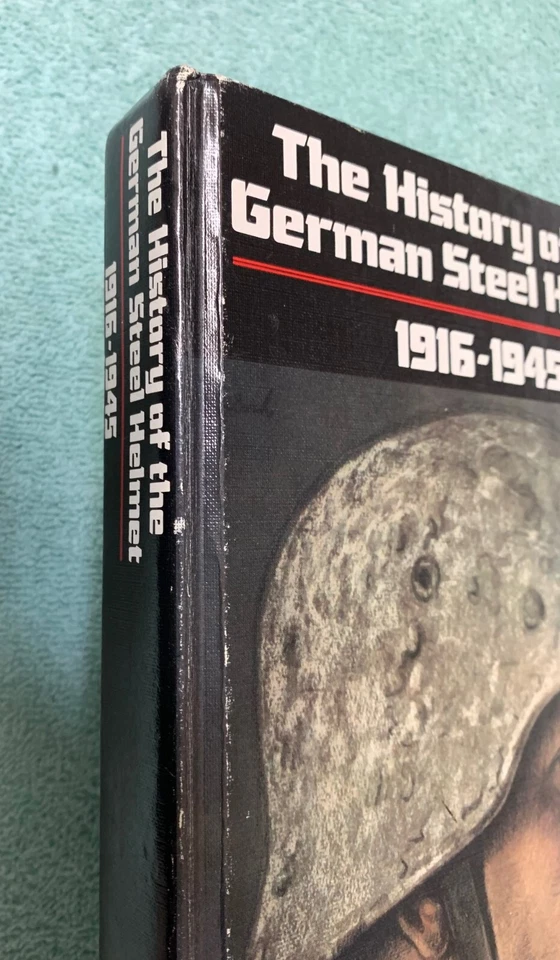 The History of the
German Steel Helmet
1916-1945
The History
German Steel
1916-1945